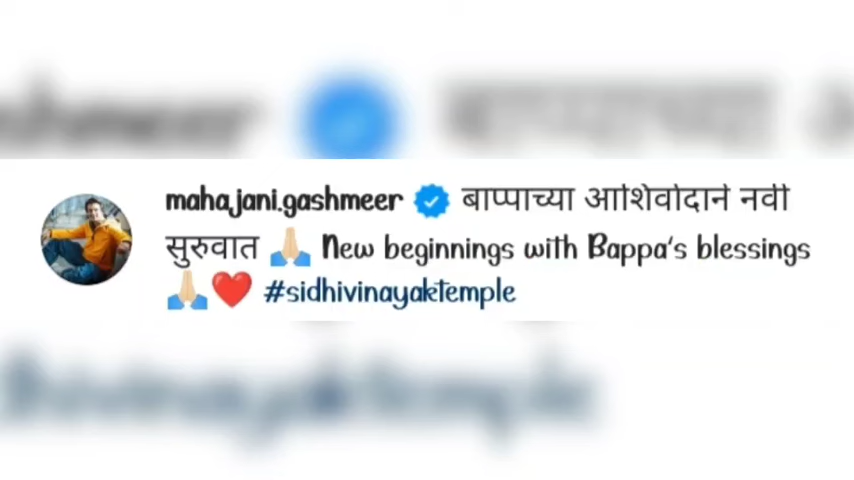 mahajani.gashmeer बाप्पाच्या आशिर्वादाने नवी
सुरुवात 🙏🏻 New beginnings with Bappa's blessings
🙏🏻❤️ #sidhivinayaktemple